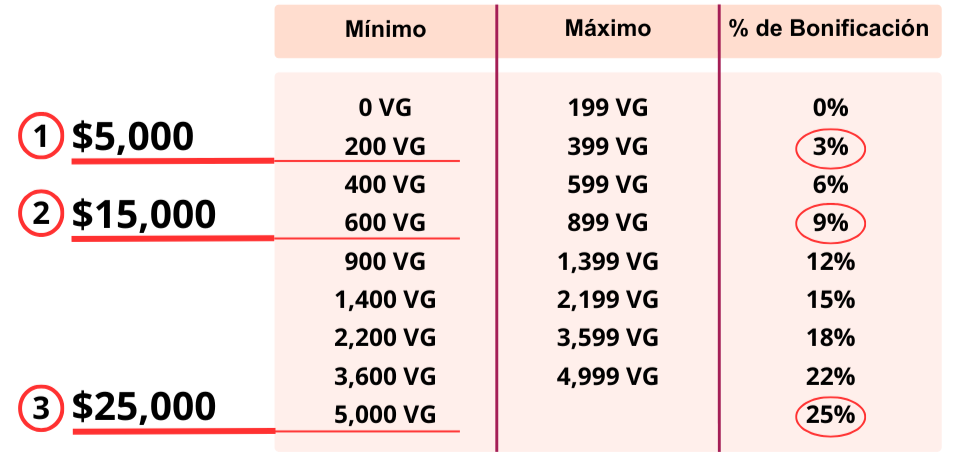 Mínimo Máximo % de Bonificación
0 VG 199 VG 0%
1 $5,000 200 VG 399 VG 3%
400 VG 599 VG 6%
2 $15,000 600 VG 899 VG 9%
900 VG 1,399 VG 12%
1,400 VG 2,199 VG 15%
2,200 VG 3,599 VG 18%
3,600 VG 4,999 VG 22%
3 $25,000 5,000 VG 25%